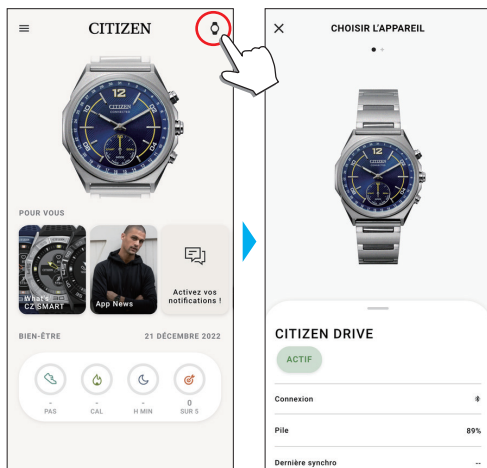 CITIZEN
12
CITIZEN
POUR VOUS
What's
CZ SMART
App News
Activez vos
notifications !
BIEN-ÊTRE
21 DÉCEMBRE 2022
-
PAS
-
CAL
-
H MIN
0
SUR 5
CHOISIR L'APPAREIL
12
CITIZEN
CITIZEN DRIVE
ACTIF
Connexion
Pile
89%
Dernière synchro
--